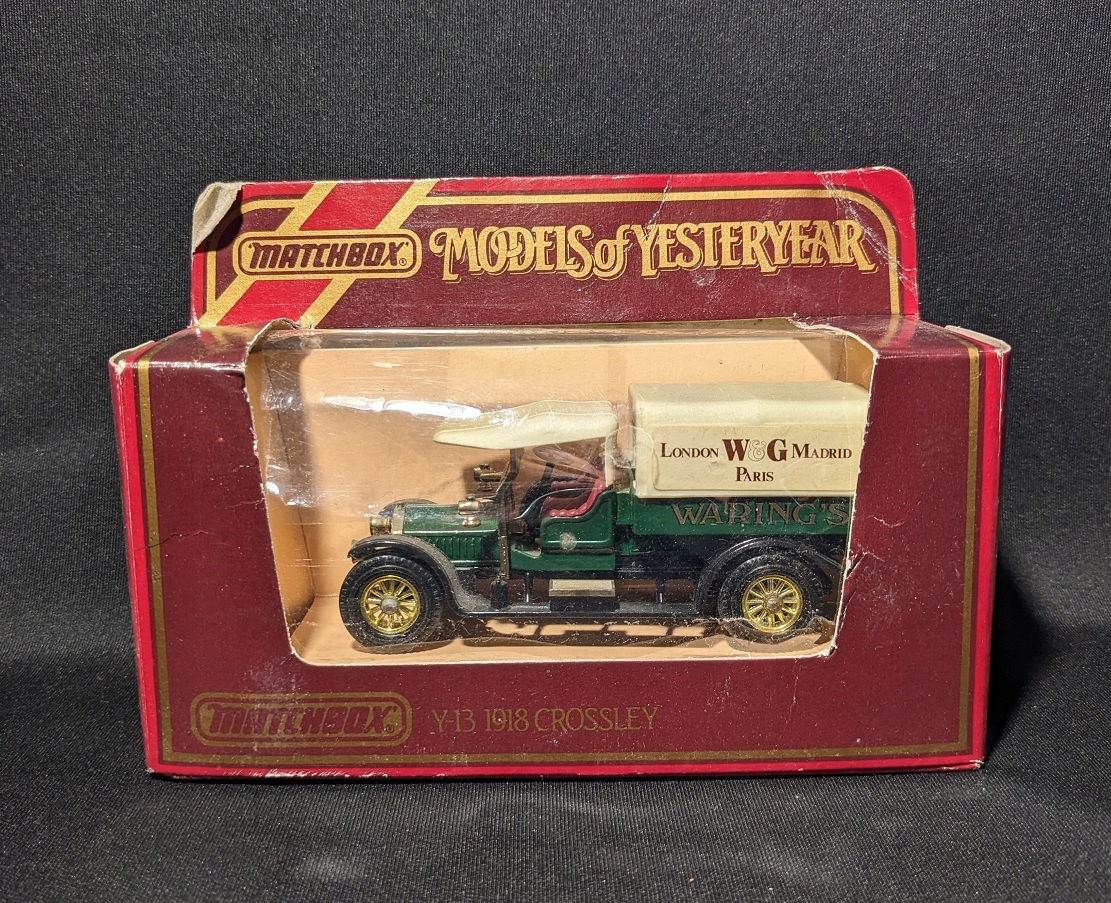 MATCHBOX®
MODELS of YESTERYEAR
LONDON W&G MADRID
PARIS
WARING'S
MATCHBOX®
Y-13 1918 CROSSLEY